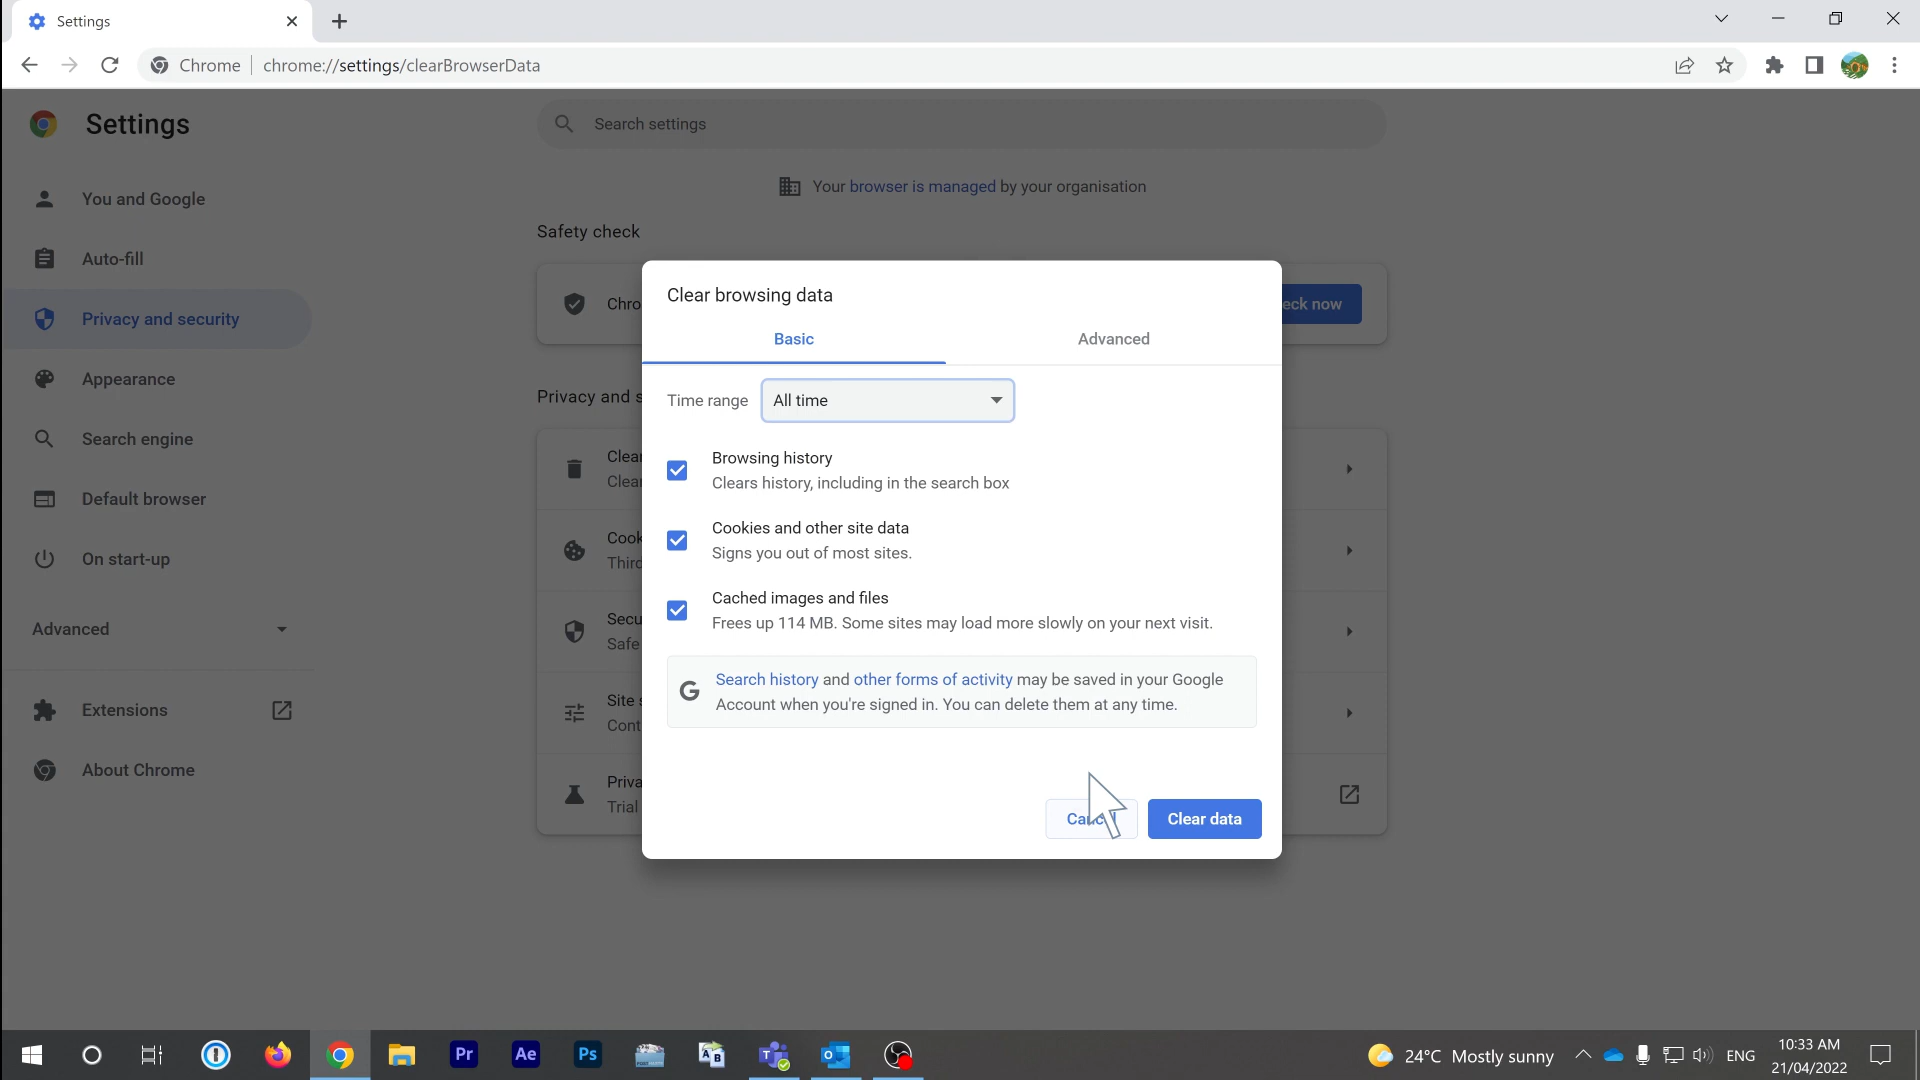 Settings
Chrome
chrome://settings/clearBrowserData
Settings
Search settings
You and Google
Auto-fill
Privacy and security
Appearance
Search engine
Default browser
On start-up
Advanced
Extensions
About Chrome
Your browser is managed by your organisation
Safety check
Chro
eck now
Privacy and s
Clear
Clear
Cook
Third
Secu
Safe
Site s
Cont
Priva
Trial
Clear browsing data
Basic
Advanced
Time range
All time
Browsing history
Clears history, including in the search box
Cookies and other site data
Signs you out of most sites.
Cached images and files
Frees up 114 MB. Some sites may load more slowly on your next visit.
Search history and other forms of activity may be saved in your Google
Account when you're signed in. You can delete them at any time.
Cancel
Clear data
Pr
Ae
Ps
24°C Mostly sunny
ENG
10:33 AM
21/04/2022